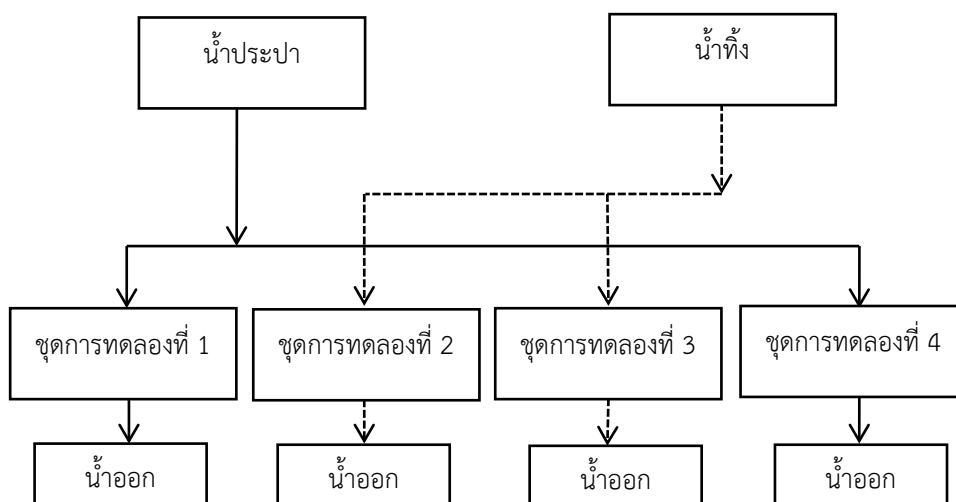 น้ำประปา
น้ำทิ้ง
ชุดการทดลองที่ 1
ชุดการทดลองที่ 2
ชุดการทดลองที่ 3
ชุดการทดลองที่ 4
น้ำออก
น้ำออก
น้ำออก
น้ำออก